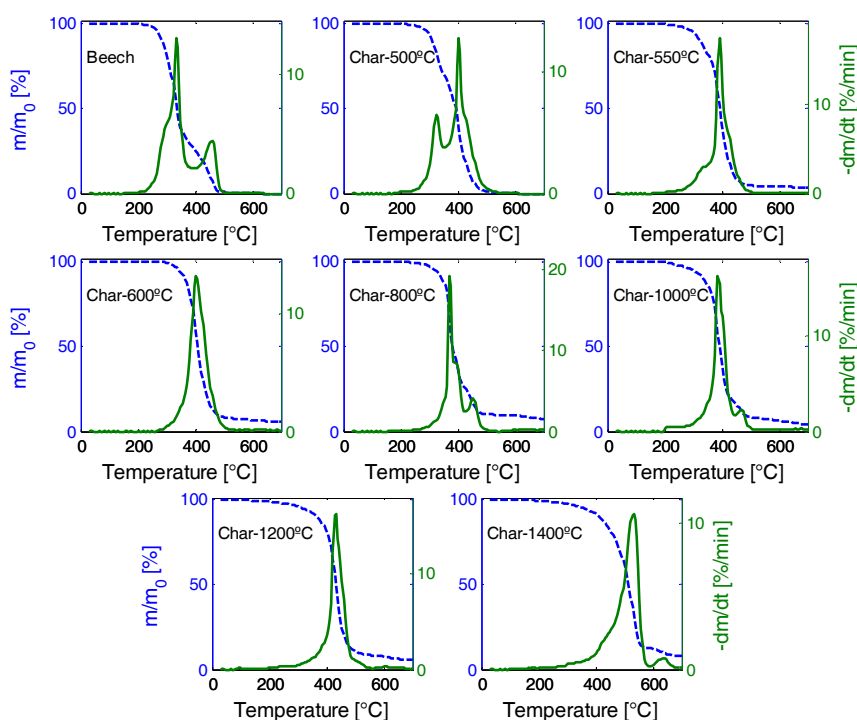 100
50
0
m/m0 [%]
Beech
10
0
0 200 400 600
Temperature [°C]
100
50
0
Char-500ºC
10
0
0 200 400 600
Temperature [°C]
100
50
0
Char-550ºC
10
0
-dm/dt [%/min]
0 200 400 600
Temperature [°C]
100
50
0
m/m0 [%]
Char-600ºC
10
0
0 200 400 600
Temperature [°C]
100
50
0
Char-800ºC
20
10
0
0 200 400 600
Temperature [°C]
100
50
0
Char-1000ºC
10
0
-dm/dt [%/min]
0 200 400 600
Temperature [°C]
100
50
0
m/m0 [%]
Char-1200ºC
10
0
0 200 400 600
Temperature [°C]
100
50
0
Char-1400ºC
10
0
-dm/dt [%/min]
0 200 400 600
Temperature [°C]